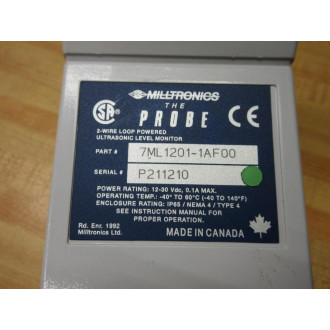 MILLTRONICS
THE
PROBE
SA
CE
2-WIRE LOOP POWERED
ULTRASONIC LEVEL MONITOR
PART # 7ML1201-1AF00
SERIAL # P211210
POWER RATING: 12-30 Vdc, 0.1A MAX.
OPERATING TEMP.: -40° TO 60°C (-40 TO 140°F)
ENCLOSURE RATING: IP65 / NEMA 4 / TYPE 4
SEE INSTRUCTION MANUAL FOR
PROPER OPERATION.
Rd. Enr. 1992
Milltronics Ltd.
MADE IN CANADA